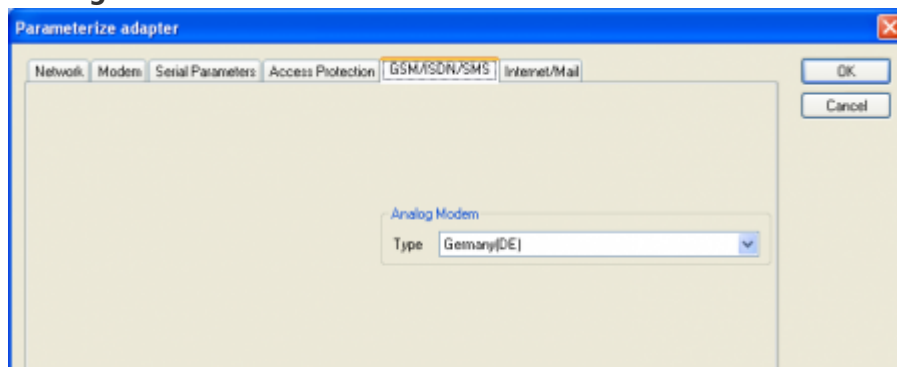 Parameterize adapter
Network Modem Serial Parameters Access Protection GSM/ISDN/SMS Internet/Mail
OK
Cancel
Analog Modem
Type Germany(DE)